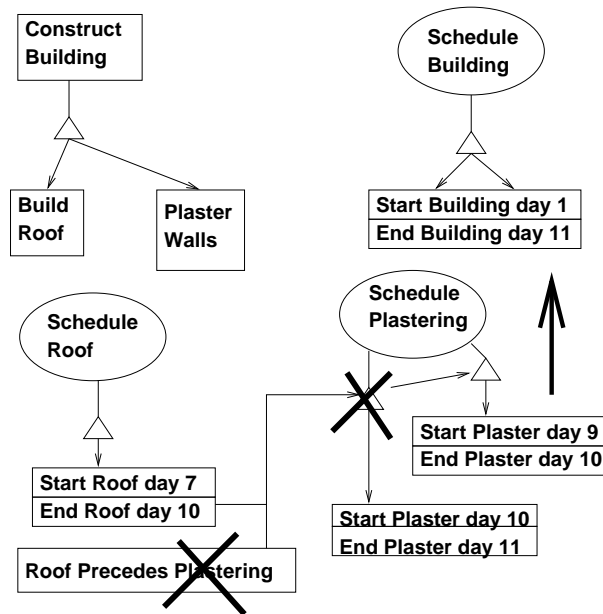 Construct
Building
Schedule
Building
Build
Roof
Plaster
Walls
Start Building day 1
End Building day 11
Schedule
Roof
Schedule
Plastering
Start Plaster day 9
End Plaster day 10
Start Roof day 7
End Roof day 10
Start Plaster day 10
End Plaster day 11
Roof Precedes Plastering